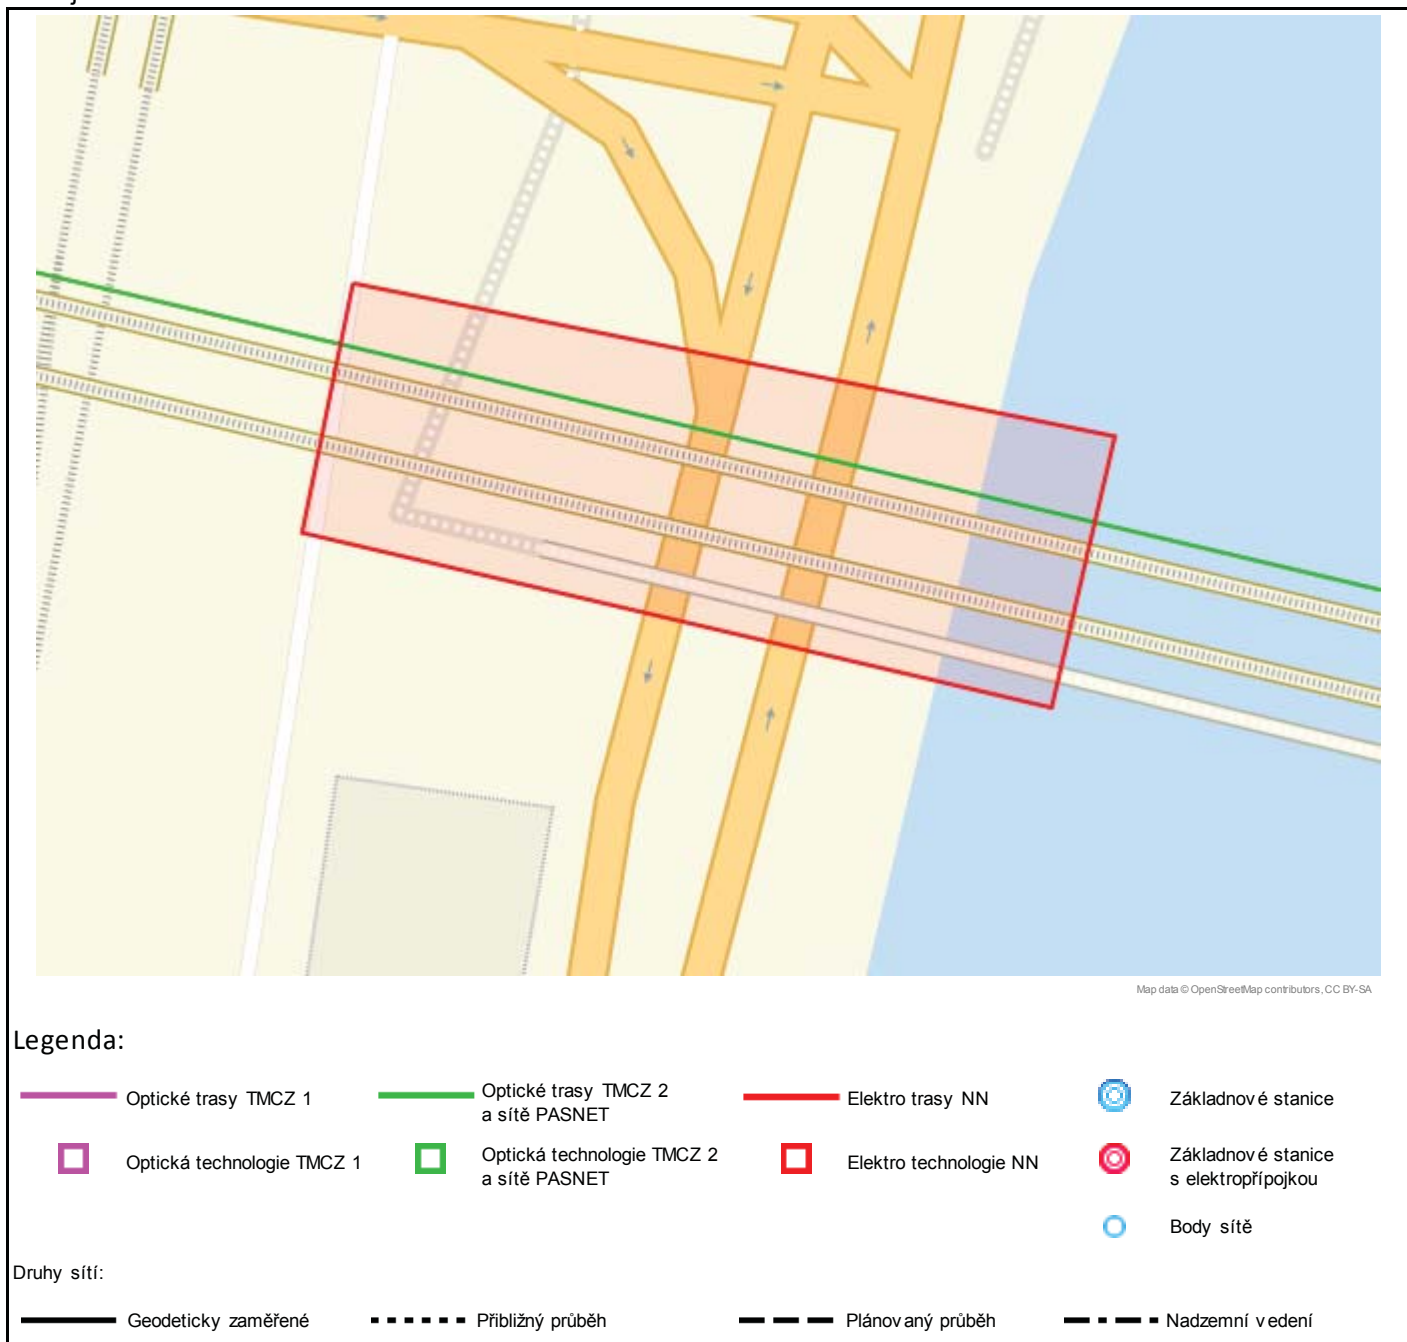 Map data © OpenStreetMap contributors, CC BY-SA
Legenda:
Optické trasy TMCZ 1
Optické trasy TMCZ 2
a sítě PASNET
Elektro trasy NN
Základnové stanice
Optická technologie TMCZ 1
Optická technologie TMCZ 2
a sítě PASNET
Elektro technologie NN
Základnové stanice
s elektropřípojkou
Body sítě
Druhy sítí:
Geodeticky zaměřené
Přibližný průběh
Plánovaný průběh
Nadzemní vedení